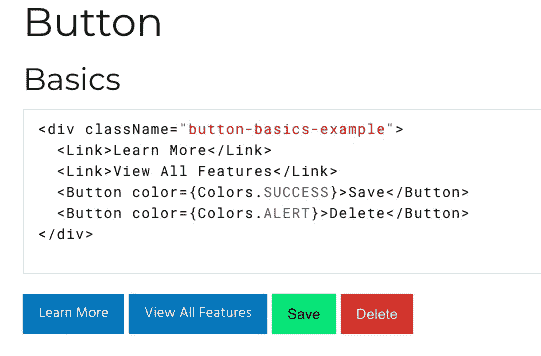 Button
Basics
<div className="button-basics-example">
  <Link>Learn More</Link>
  <Link>View All Features</Link>
  <Button color={Colors.SUCCESS}>Save</Button>
  <Button color={Colors.ALERT}>Delete</Button>
</div>
Learn More View All Features Save Delete